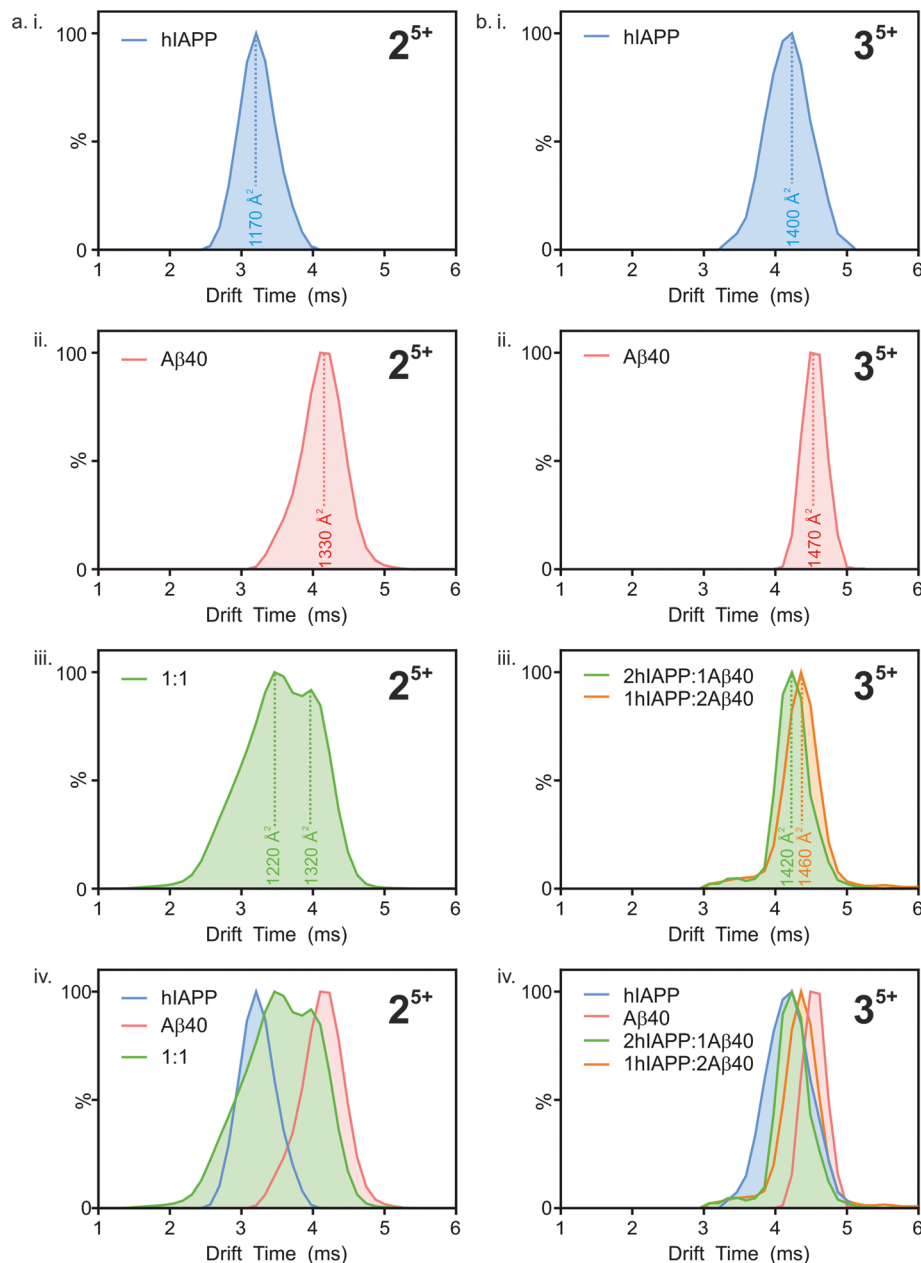 a. i.
100
hIAPP
2⁵⁺
%
1170 Å²
0
1 2 3 4 5 6
Drift Time (ms)
b. i.
100
hIAPP
3⁵⁺
%
1400 Å²
0
1 2 3 4 5 6
Drift Time (ms)
ii.
100
Aβ40
2⁵⁺
%
1330 Å²
0
1 2 3 4 5 6
Drift Time (ms)
ii.
100
Aβ40
3⁵⁺
%
1470 Å²
0
1 2 3 4 5 6
Drift Time (ms)
iii.
100
1:1
2⁵⁺
%
1220 Å²
1320 Å²
0
1 2 3 4 5 6
Drift Time (ms)
iii.
100
2hIAPP:1Aβ40
1hIAPP:2Aβ40
3⁵⁺
%
1420 Å²
1460 Å²
0
1 2 3 4 5 6
Drift Time (ms)
iv.
100
hIAPP
Aβ40
1:1
2⁵⁺
%
0
1 2 3 4 5 6
Drift Time (ms)
iv.
100
hIAPP
Aβ40
2hIAPP:1Aβ40
1hIAPP:2Aβ40
3⁵⁺
%
0
1 2 3 4 5 6
Drift Time (ms)